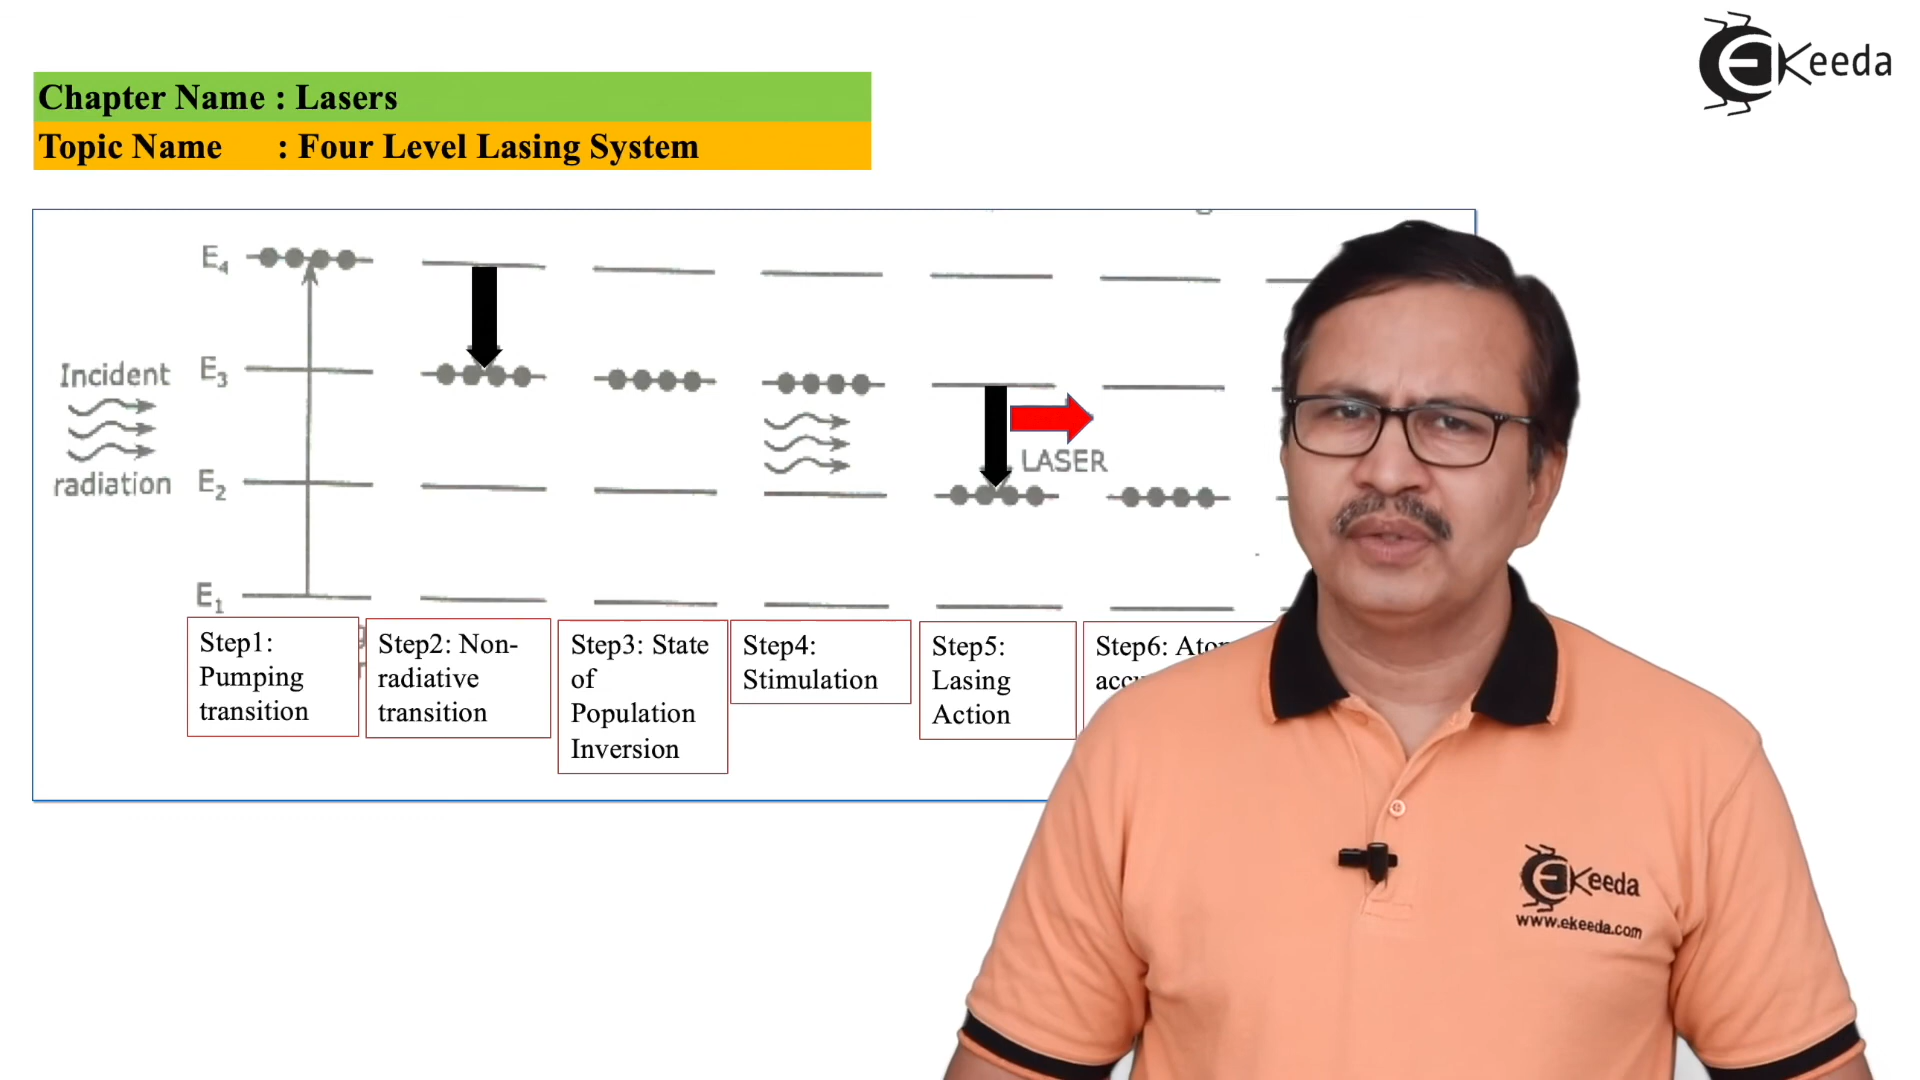 Keeda
Chapter Name : Lasers
Topic Name : Four Level Lasing System
E4
E3
Incident
radiation
E2
LASER
E1
Step1:
Pumping
transition
Step2: Non-
radiative
transition
Step3: State
of
Population
Inversion
Step4:
Stimulation
Step5:
Lasing
Action
Step6:
Keeda
www.ekeeda.com